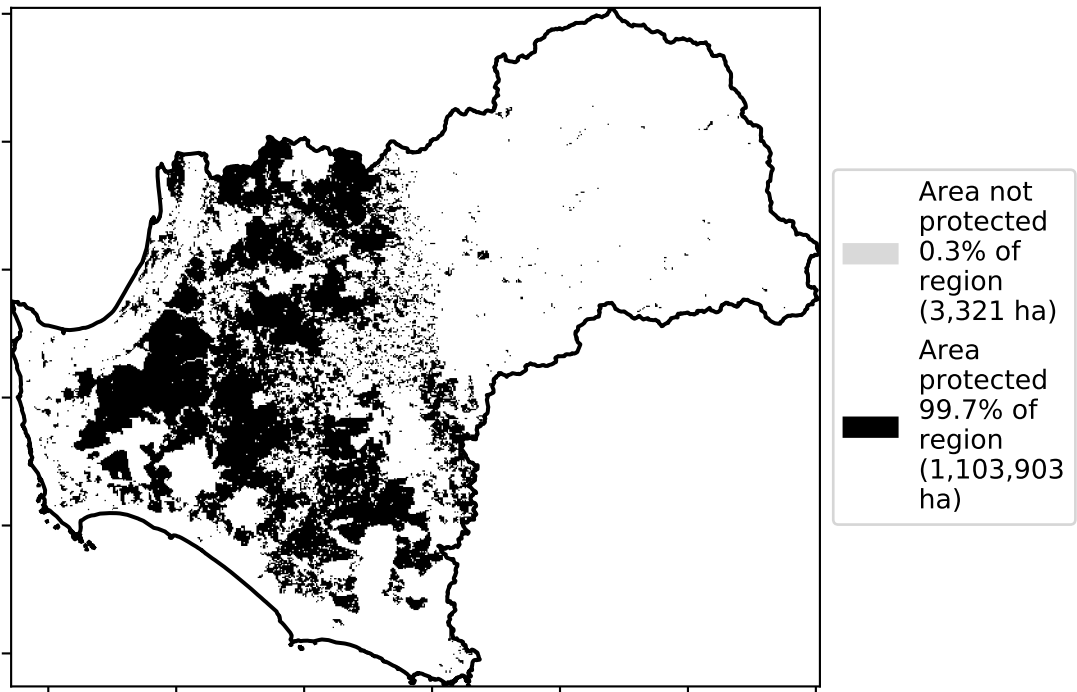 Area not
protected
0.3% of
region
(3,321 ha)
Area
protected
99.7% of
region
(1,103,903
ha)